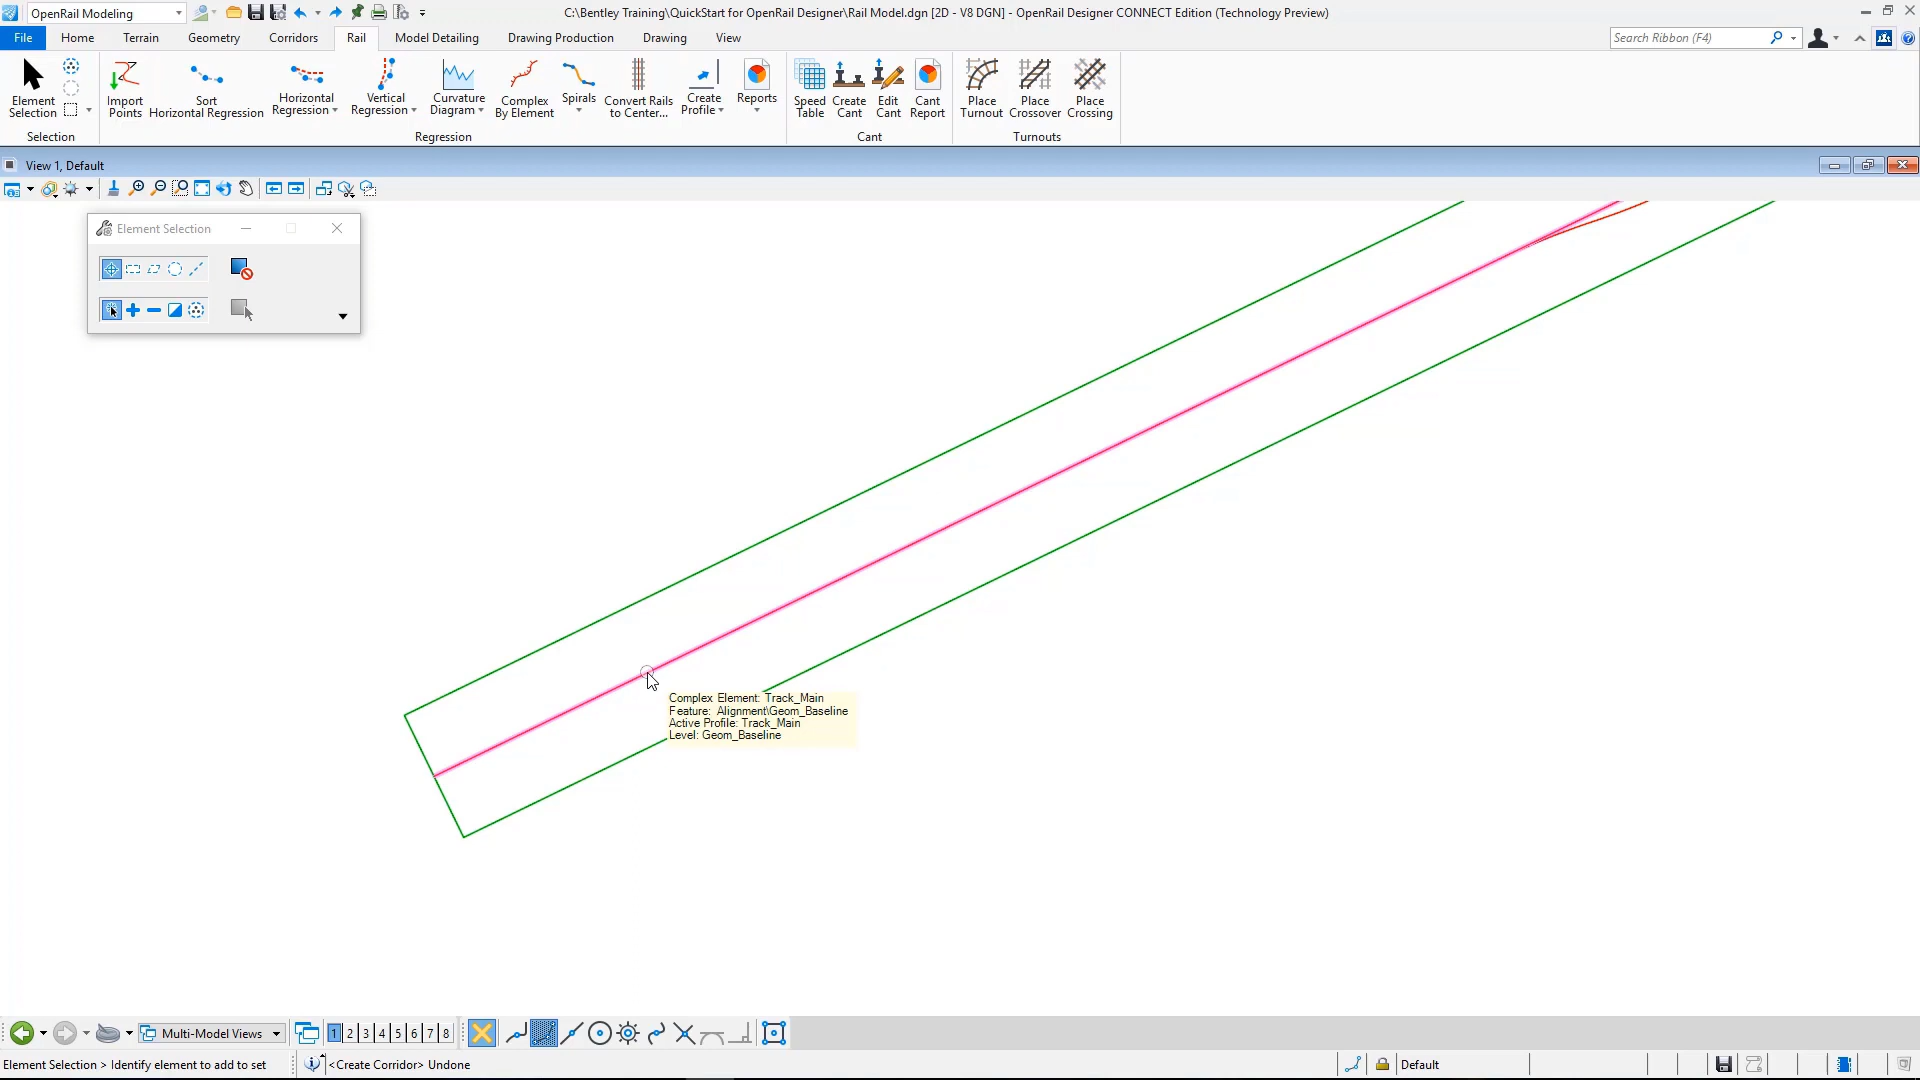 OpenRail Modeling
C:\Bentley Training\QuickStart for OpenRail Designer\Rail Model.dgn [2D - V8 DGN] - OpenRail Designer CONNECT Edition (Technology Preview)
File Home Terrain Geometry Corridors Rail Model Detailing Drawing Production Drawing View
Search Ribbon (F4)
Element Selection
Import Points
Sort Horizontal Regression
Horizontal Regression
Vertical Regression
Curvature Diagram
Complex By Element
Spirals
Convert Rails to Center...
Create Profile
Reports
Speed Table
Create Cant
Edit Cant
Cant Report
Place Turnout
Place Crossover
Place Crossing
Selection Regression Cant Turnouts
View 1, Default
Element Selection
Complex Element: Track_Main
Feature: Alignment\Geom_Baseline
Active Profile: Track_Main
Level: Geom_Baseline
Multi-Model Views 1 2 3 4 5 6 7 8
Element Selection > Identify element to add to set
<Create Corridor> Undone
Default